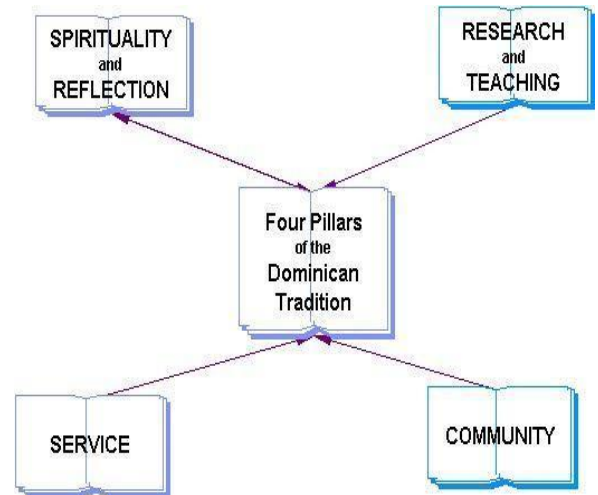 SPIRITUALITY
and
REFLECTION
RESEARCH
and
TEACHING
Four Pillars
of the
Dominican
Tradition
SERVICE
COMMUNITY